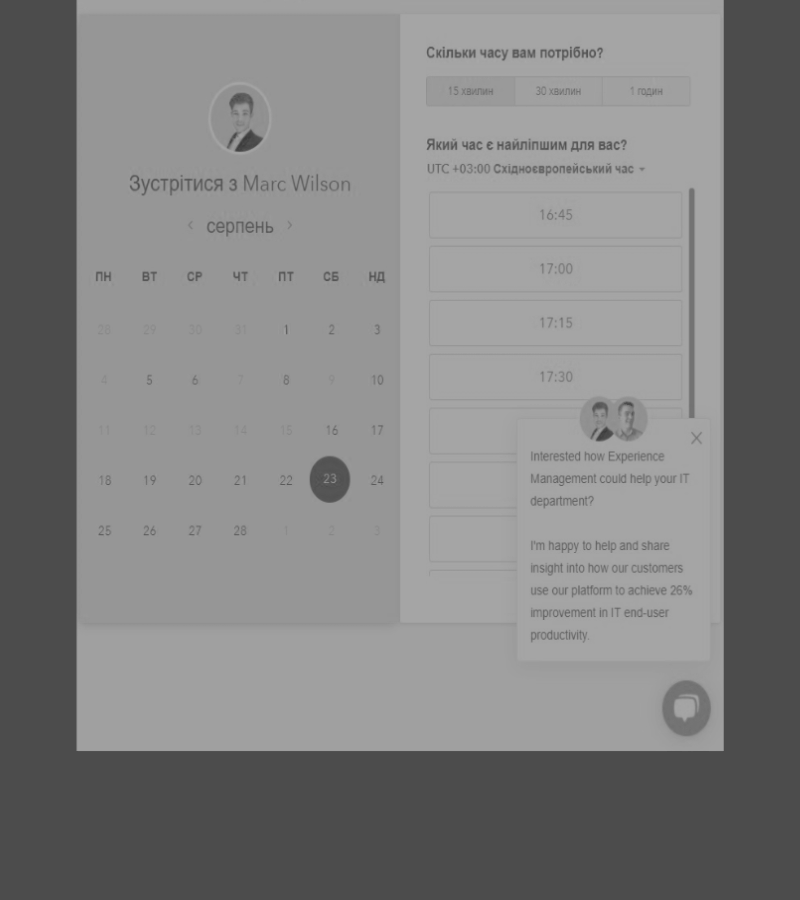 Зустрітися з Marc Wilson
серпень
ПН ВТ СР ЧТ ПТ СБ НД
28 29 30 31 1 2 3
4 5 6 7 8 9 10
11 12 13 14 15 16 17
18 19 20 21 22 23 24
25 26 27 28 1 2 3
Скільки часу вам потрібно?
15 хвилин 30 хвилин 1 годин
Який час є найліпшим для вас?
UTC +03:00 Східноєвропейський час
16:45
17:00
17:15
17:30
Interested how Experience
Management could help your IT
department?
I'm happy to help and share
insight into how our customers
use our platform to achieve 26%
improvement in IT end-user
productivity.